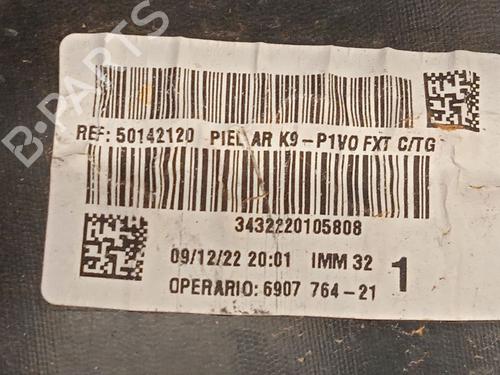 B-PARTS
REF: 50142120 PIEL AR K9-P1VO FXT C/TG
3432220105808
09/12/22 20:01 IMM 32 1
OPERARIO: 6907 764-21